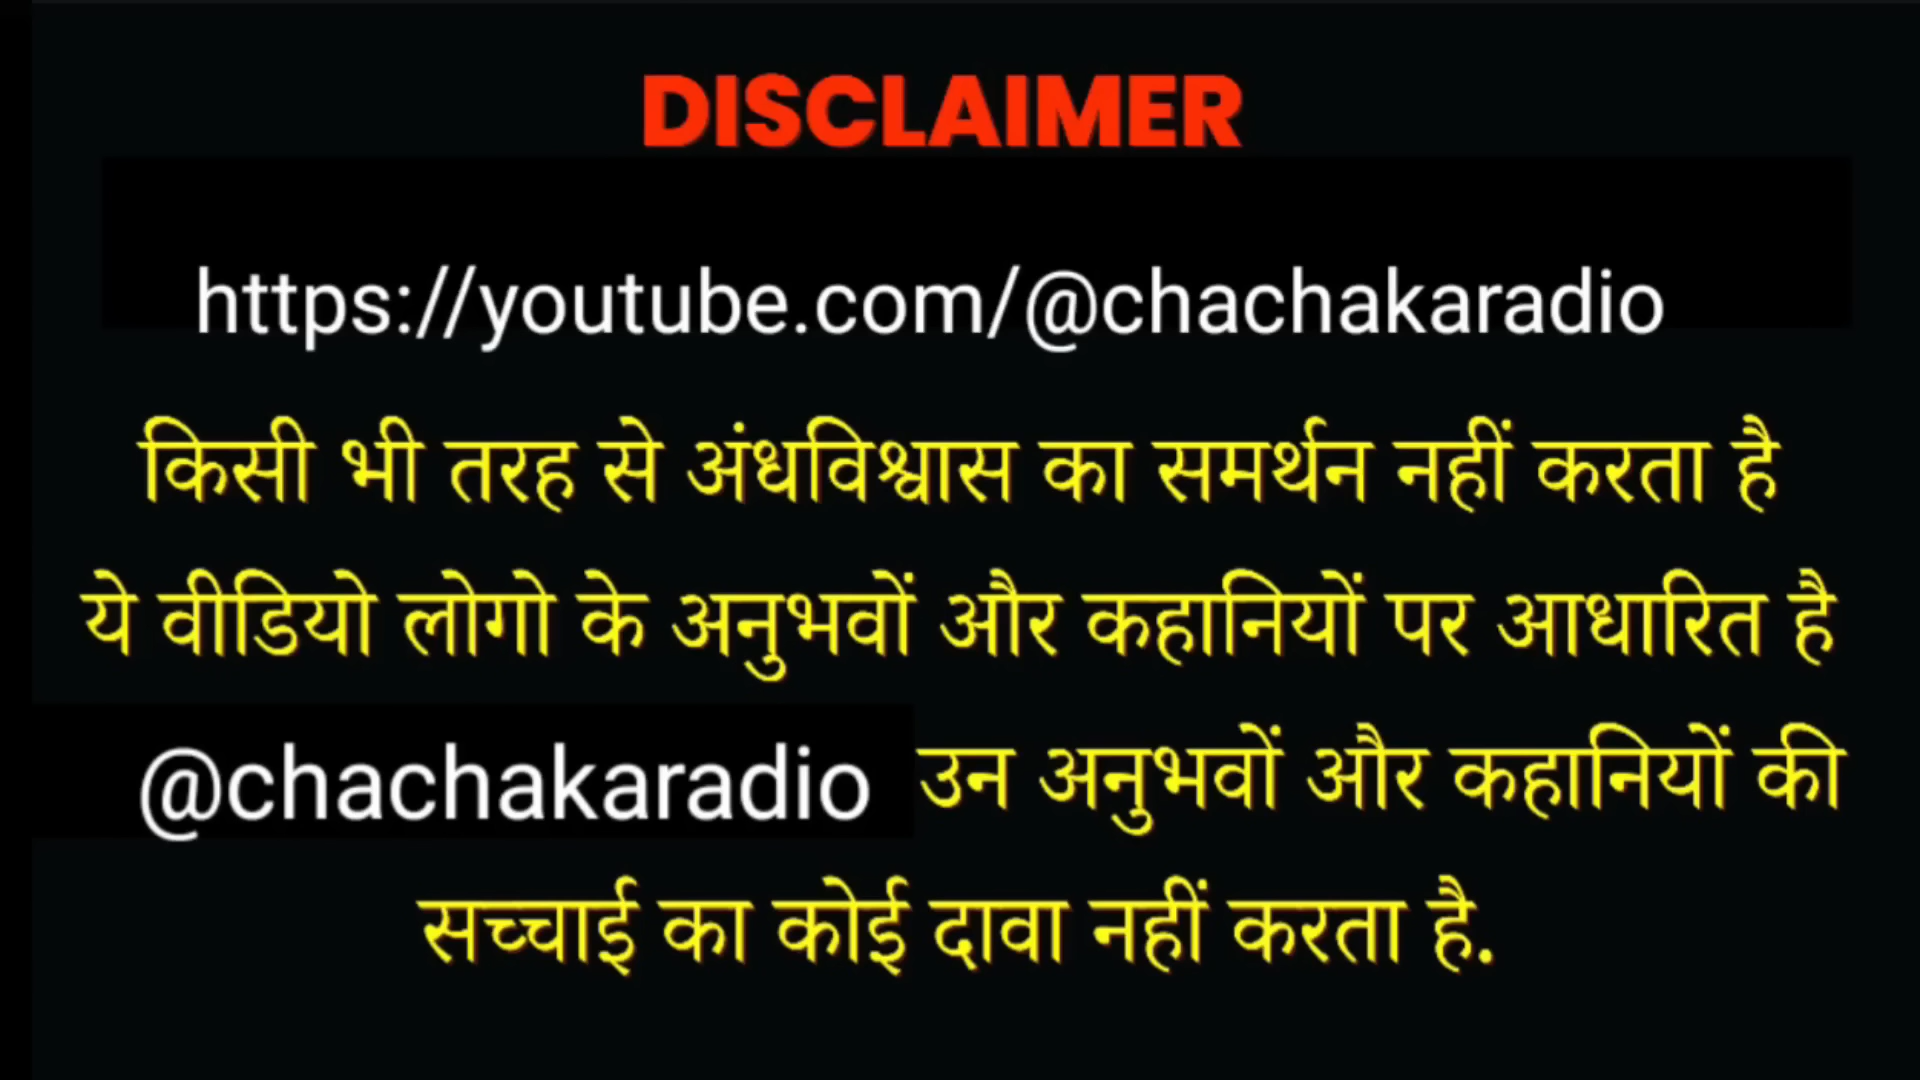 DISCLAIMER
https://youtube.com/@chachakaradio
किसी भी तरह से अंधविश्वास का समर्थन नहीं करता है
ये वीडियो लोगो के अनुभवों और कहानियों पर आधारित है
@chachakaradio उन अनुभवों और कहानियों की
सच्चाई का कोई दावा नहीं करता है.